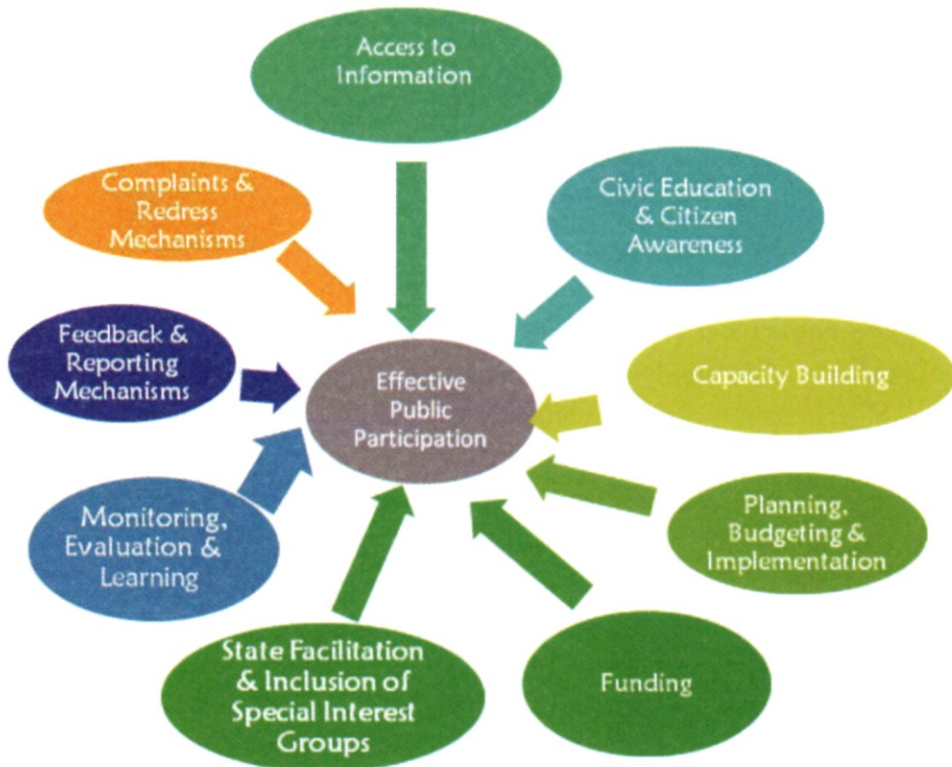 Access to
Information
Civic Education
& Citizen
Awareness
Capacity Building
Planning,
Budgeting &
Implementation
Funding
State Facilitation
& Inclusion of
Special Interest
Groups
Monitoring,
Evaluation &
Learning
Feedback &
Reporting
Mechanisms
Complaints &
Redress
Mechanisms
Effective
Public
Participation